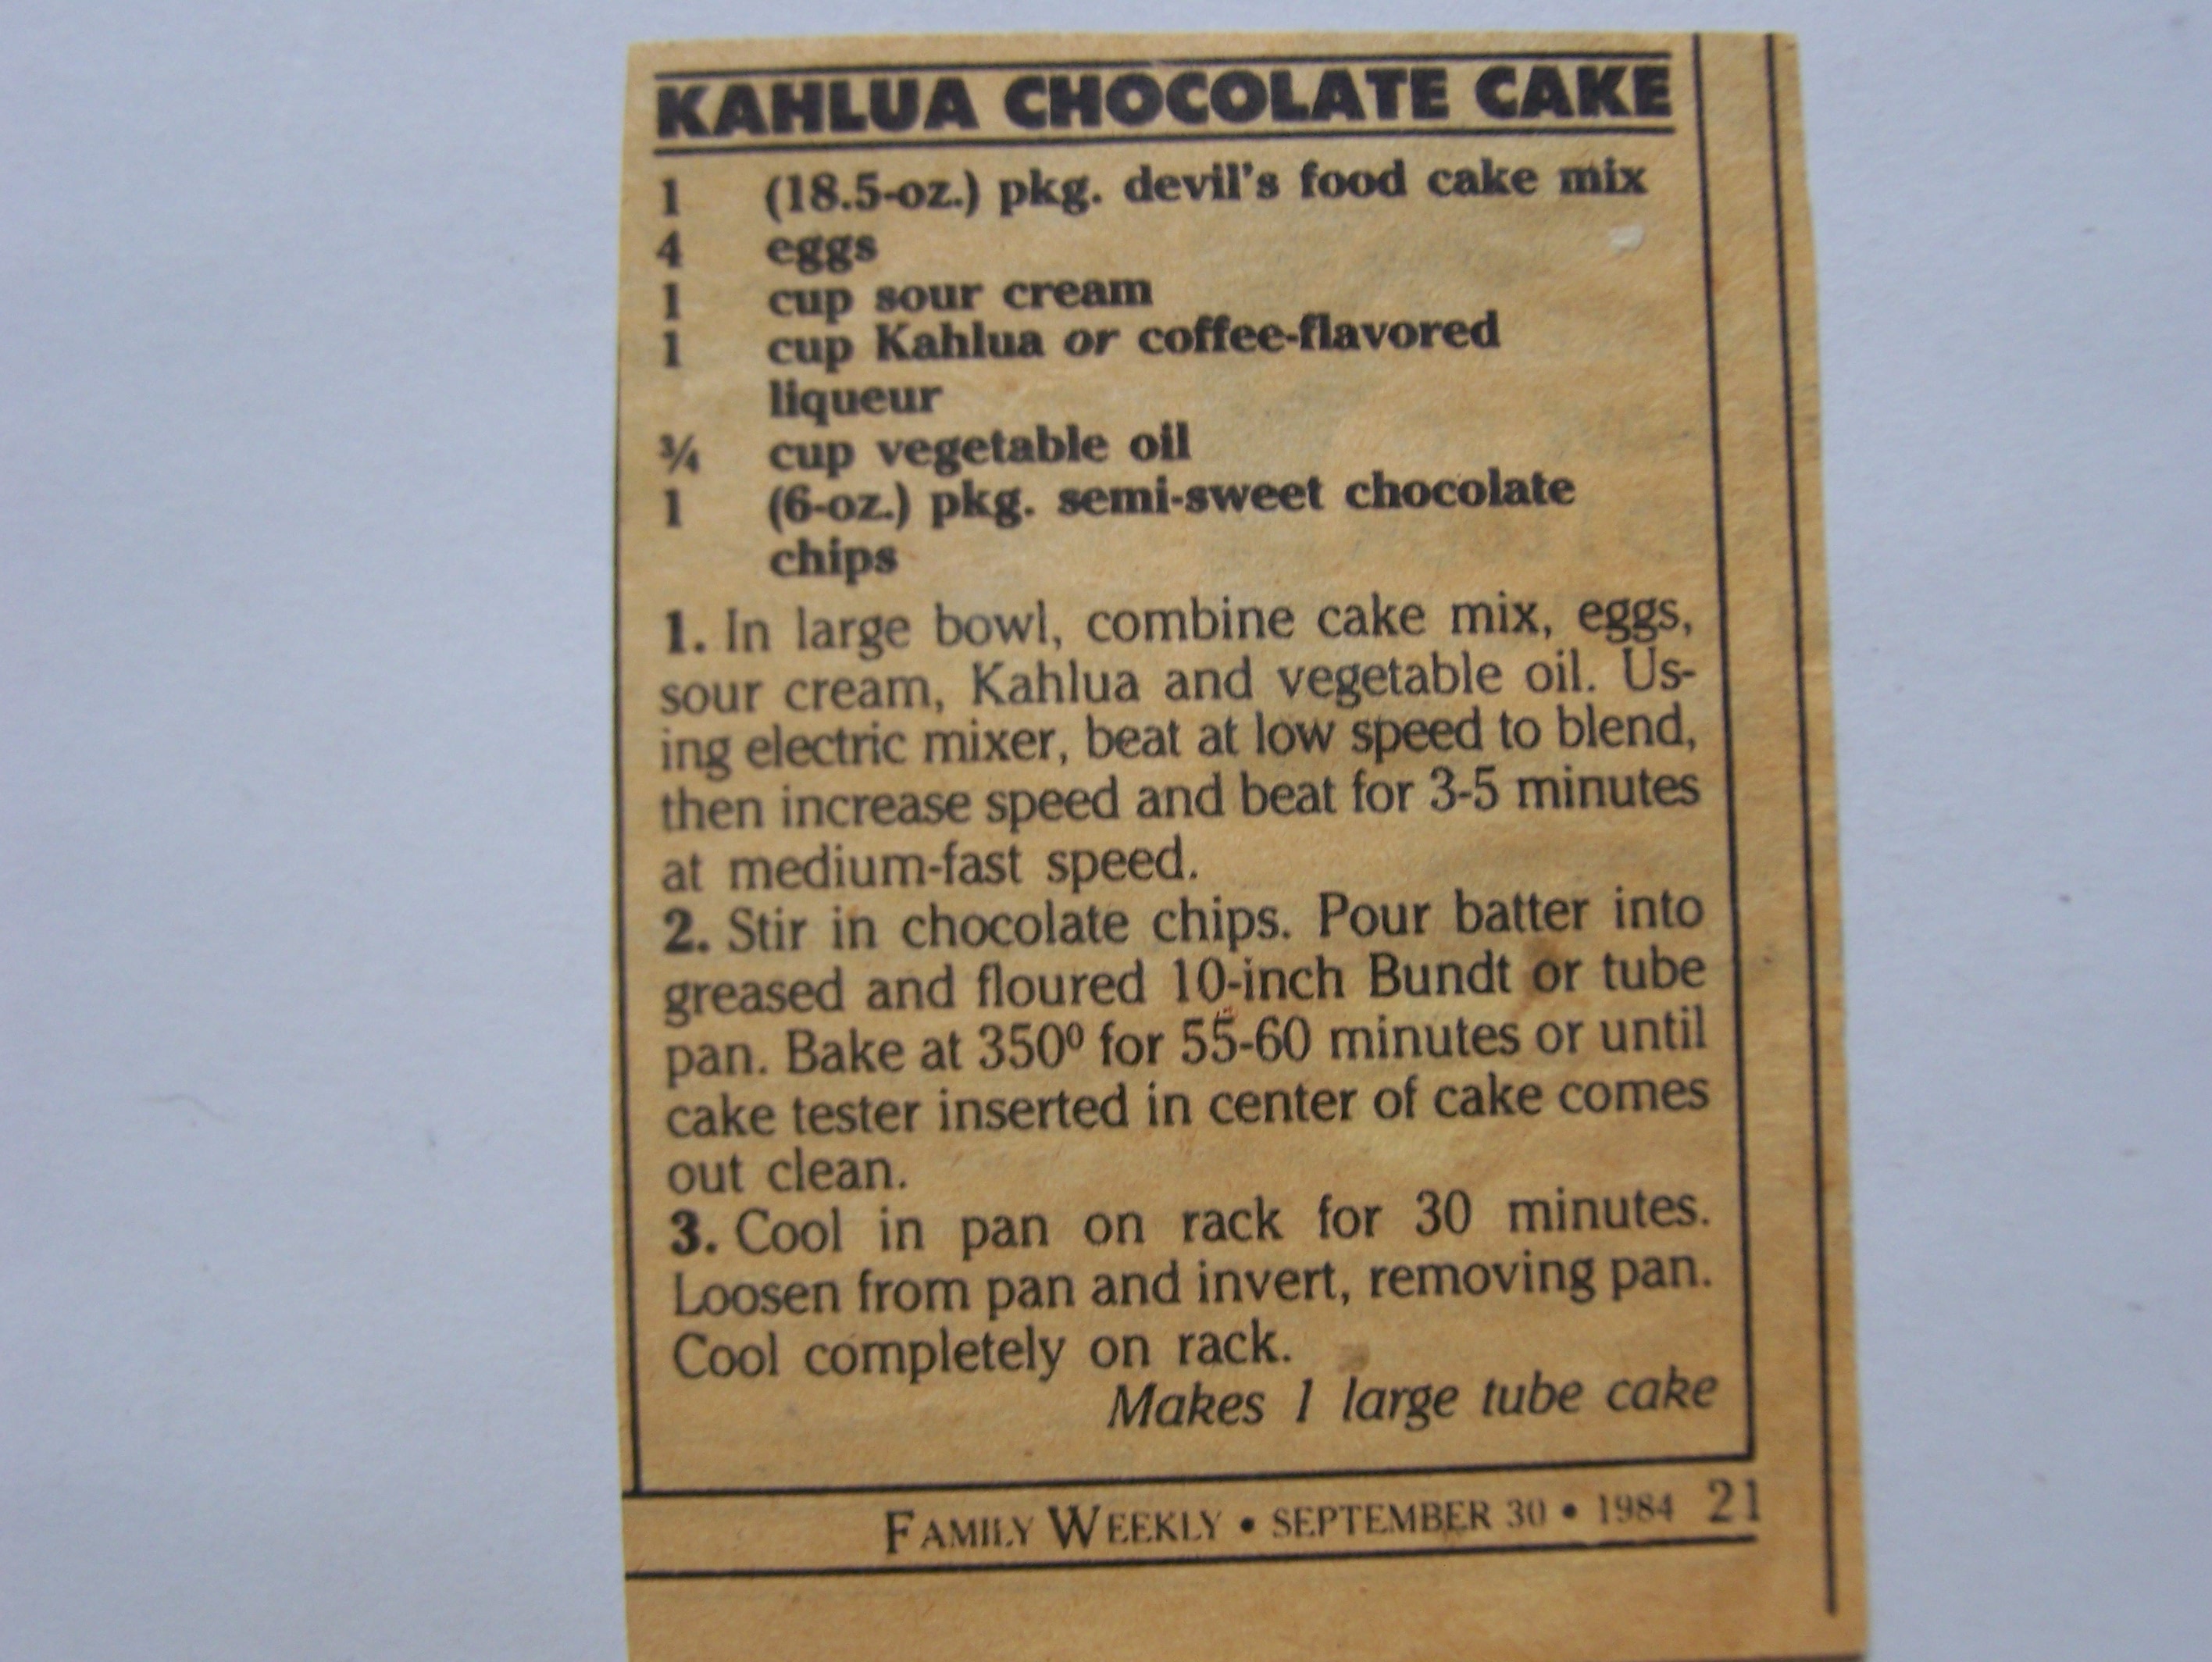 KAHLUA CHOCOLATE CAKE
1 (18.5-oz.) pkg. devil's food cake mix
4 eggs
1 cup sour cream
1 cup Kahlua or coffee-flavored
liqueur
¾ cup vegetable oil
1 (6-oz.) pkg. semi-sweet chocolate
chips
1. In large bowl, combine cake mix, eggs,
sour cream, Kahlua and vegetable oil. Us-
ing electric mixer, beat at low speed to blend,
then increase speed and beat for 3-5 minutes
at medium-fast speed.
2. Stir in chocolate chips. Pour batter into
greased and floured 10-inch Bundt or tube
pan. Bake at 350° for 55-60 minutes or until
cake tester inserted in center of cake comes
out clean.
3. Cool in pan on rack for 30 minutes.
Loosen from pan and invert, removing pan.
Cool completely on rack.
Makes 1 large tube cake
FAMILY WEEKLY • SEPTEMBER 30 • 1984 21